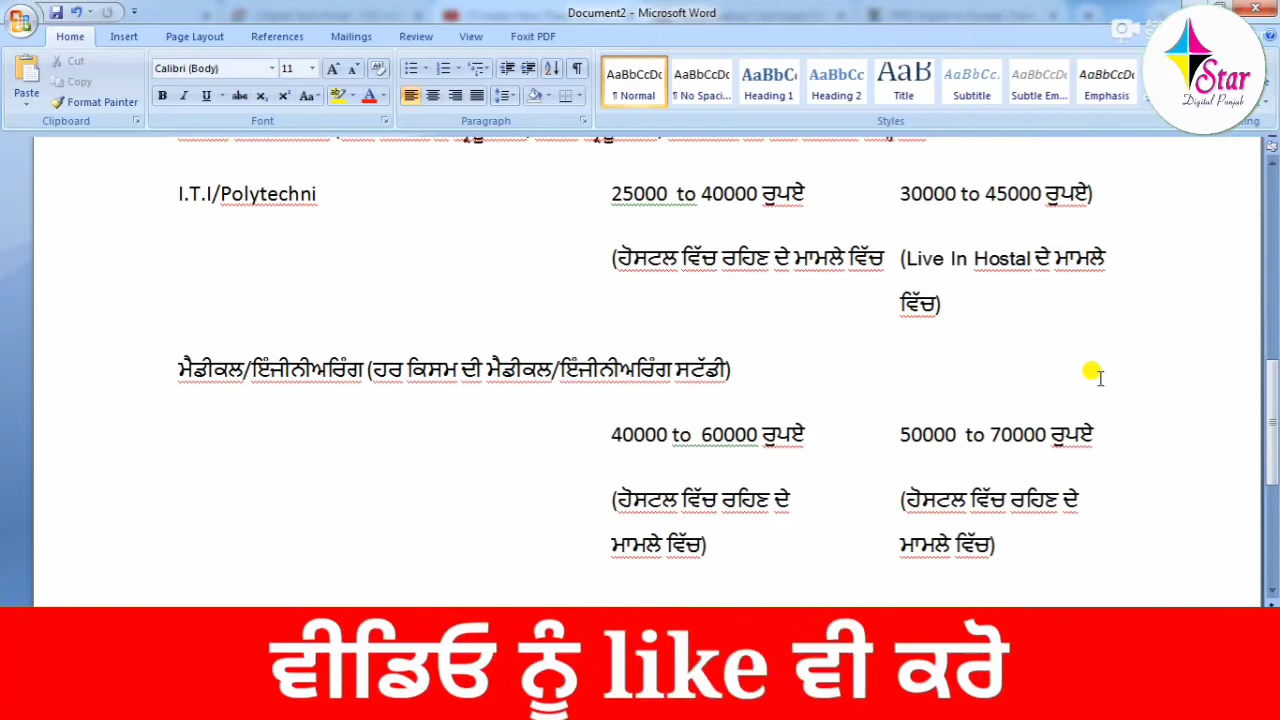 Document2 - Microsoft Word
Home Insert Page Layout References Mailings Review View Foxit PDF
Paste Cut Copy Format Painter
Calibri (Body) 11
AaBbCcDc AaBbCcDc AaBbCc AaBbCc AaB AaBbCc. AaBbCcDc AaBbCcDc
¶ Normal ¶ No Spaci... Heading 1 Heading 2 Title Subtitle Subtle Em... Emphasis
Clipboard Font Paragraph Styles
Star
Digital Punjab
I.T.I/Polytechni 25000 to 40000 ਰੁਪਏ 30000 to 45000 ਰੁਪਏ)
(ਹੋਸਟਲ ਵਿੱਚ ਰਹਿਣ ਦੇ ਮਾਮਲੇ ਵਿੱਚ (Live In Hostal ਦੇ ਮਾਮਲੇ
ਵਿੱਚ)
ਮੈਡੀਕਲ/ਇੰਜੀਨੀਅਰਿੰਗ (ਹਰ ਕਿਸਮ ਦੀ ਮੈਡੀਕਲ/ਇੰਜੀਨੀਅਰਿੰਗ ਸਟੱਡੀ)
40000 to 60000 ਰੁਪਏ 50000 to 70000 ਰੁਪਏ
(ਹੋਸਟਲ ਵਿੱਚ ਰਹਿਣ ਦੇ (ਹੋਸਟਲ ਵਿੱਚ ਰਹਿਣ ਦੇ
ਮਾਮਲੇ ਵਿੱਚ) ਮਾਮਲੇ ਵਿੱਚ)
ਵੀਡਿਓ ਨੂੰ like ਵੀ ਕਰੋ